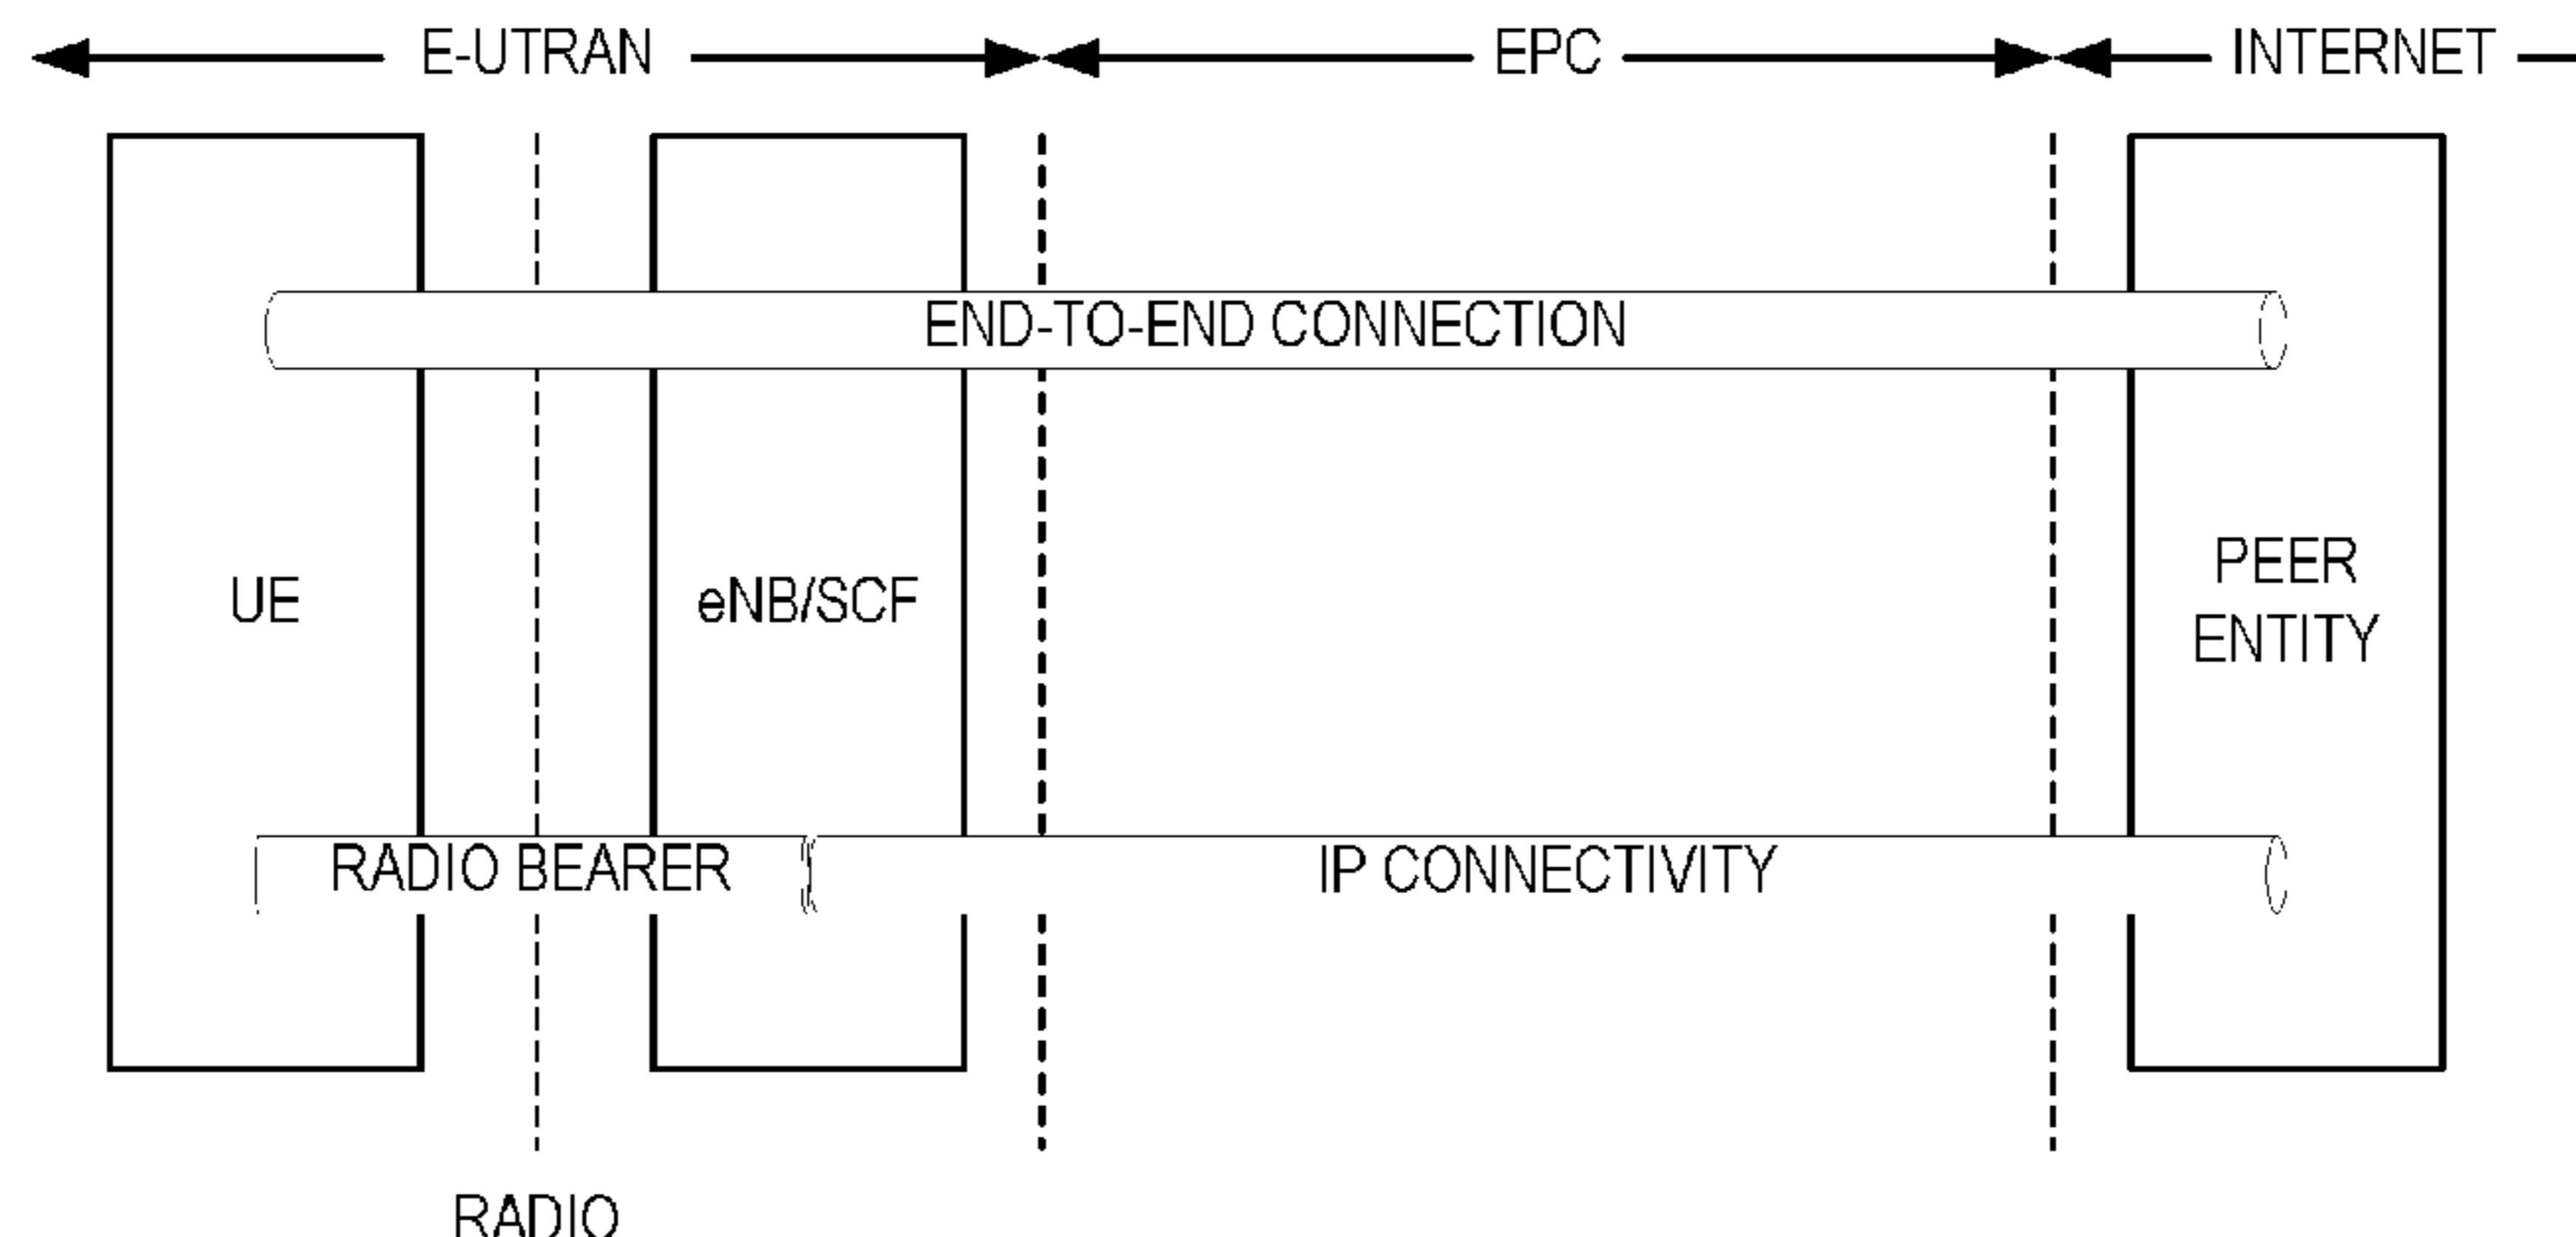 E-UTRAN
EPC
INTERNET
END-TO-END CONNECTION
UE
eNB/SCF
PEER
ENTITY
RADIO BEARER
IP CONNECTIVITY
RADIO